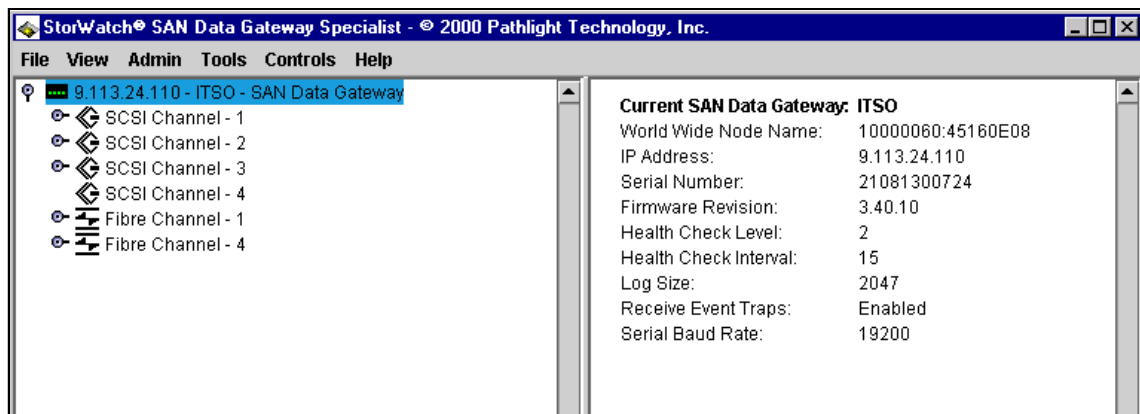 StorWatch® SAN Data Gateway Specialist - © 2000 Pathlight Technology, Inc.
File View Admin Tools Controls Help
9.113.24.110 - ITSO - SAN Data Gateway
SCSI Channel - 1
SCSI Channel - 2
SCSI Channel - 3
SCSI Channel - 4
Fibre Channel - 1
Fibre Channel - 4
Current SAN Data Gateway: ITSO
World Wide Node Name: 10000060:45160E08
IP Address: 9.113.24.110
Serial Number: 21081300724
Firmware Revision: 3.40.10
Health Check Level: 2
Health Check Interval: 15
Log Size: 2047
Receive Event Traps: Enabled
Serial Baud Rate: 19200